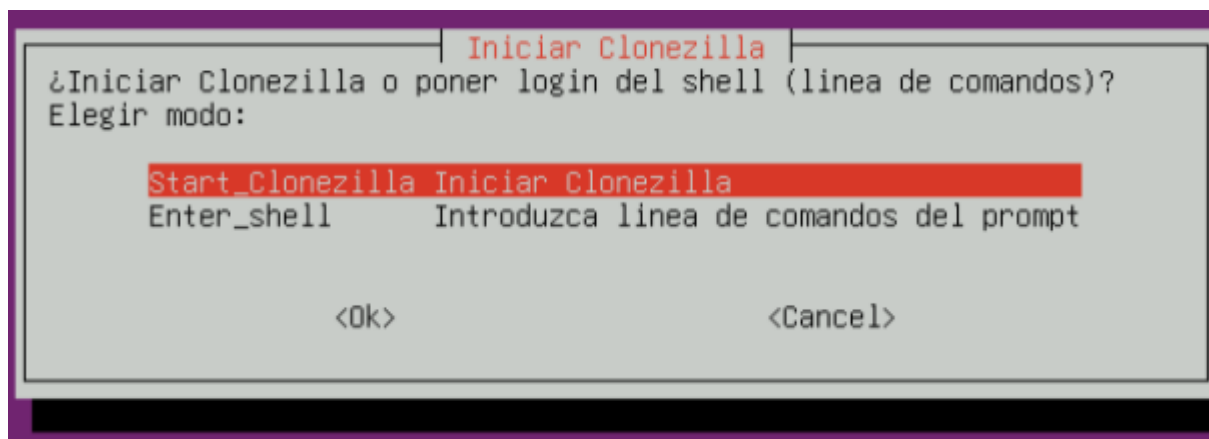 Iniciar Clonezilla
¿Iniciar Clonezilla o poner login del shell (linea de comandos)?
Elegir modo:
Start_Clonezilla Iniciar Clonezilla
Enter_shell Introduzca linea de comandos del prompt
<Ok> <Cancel>